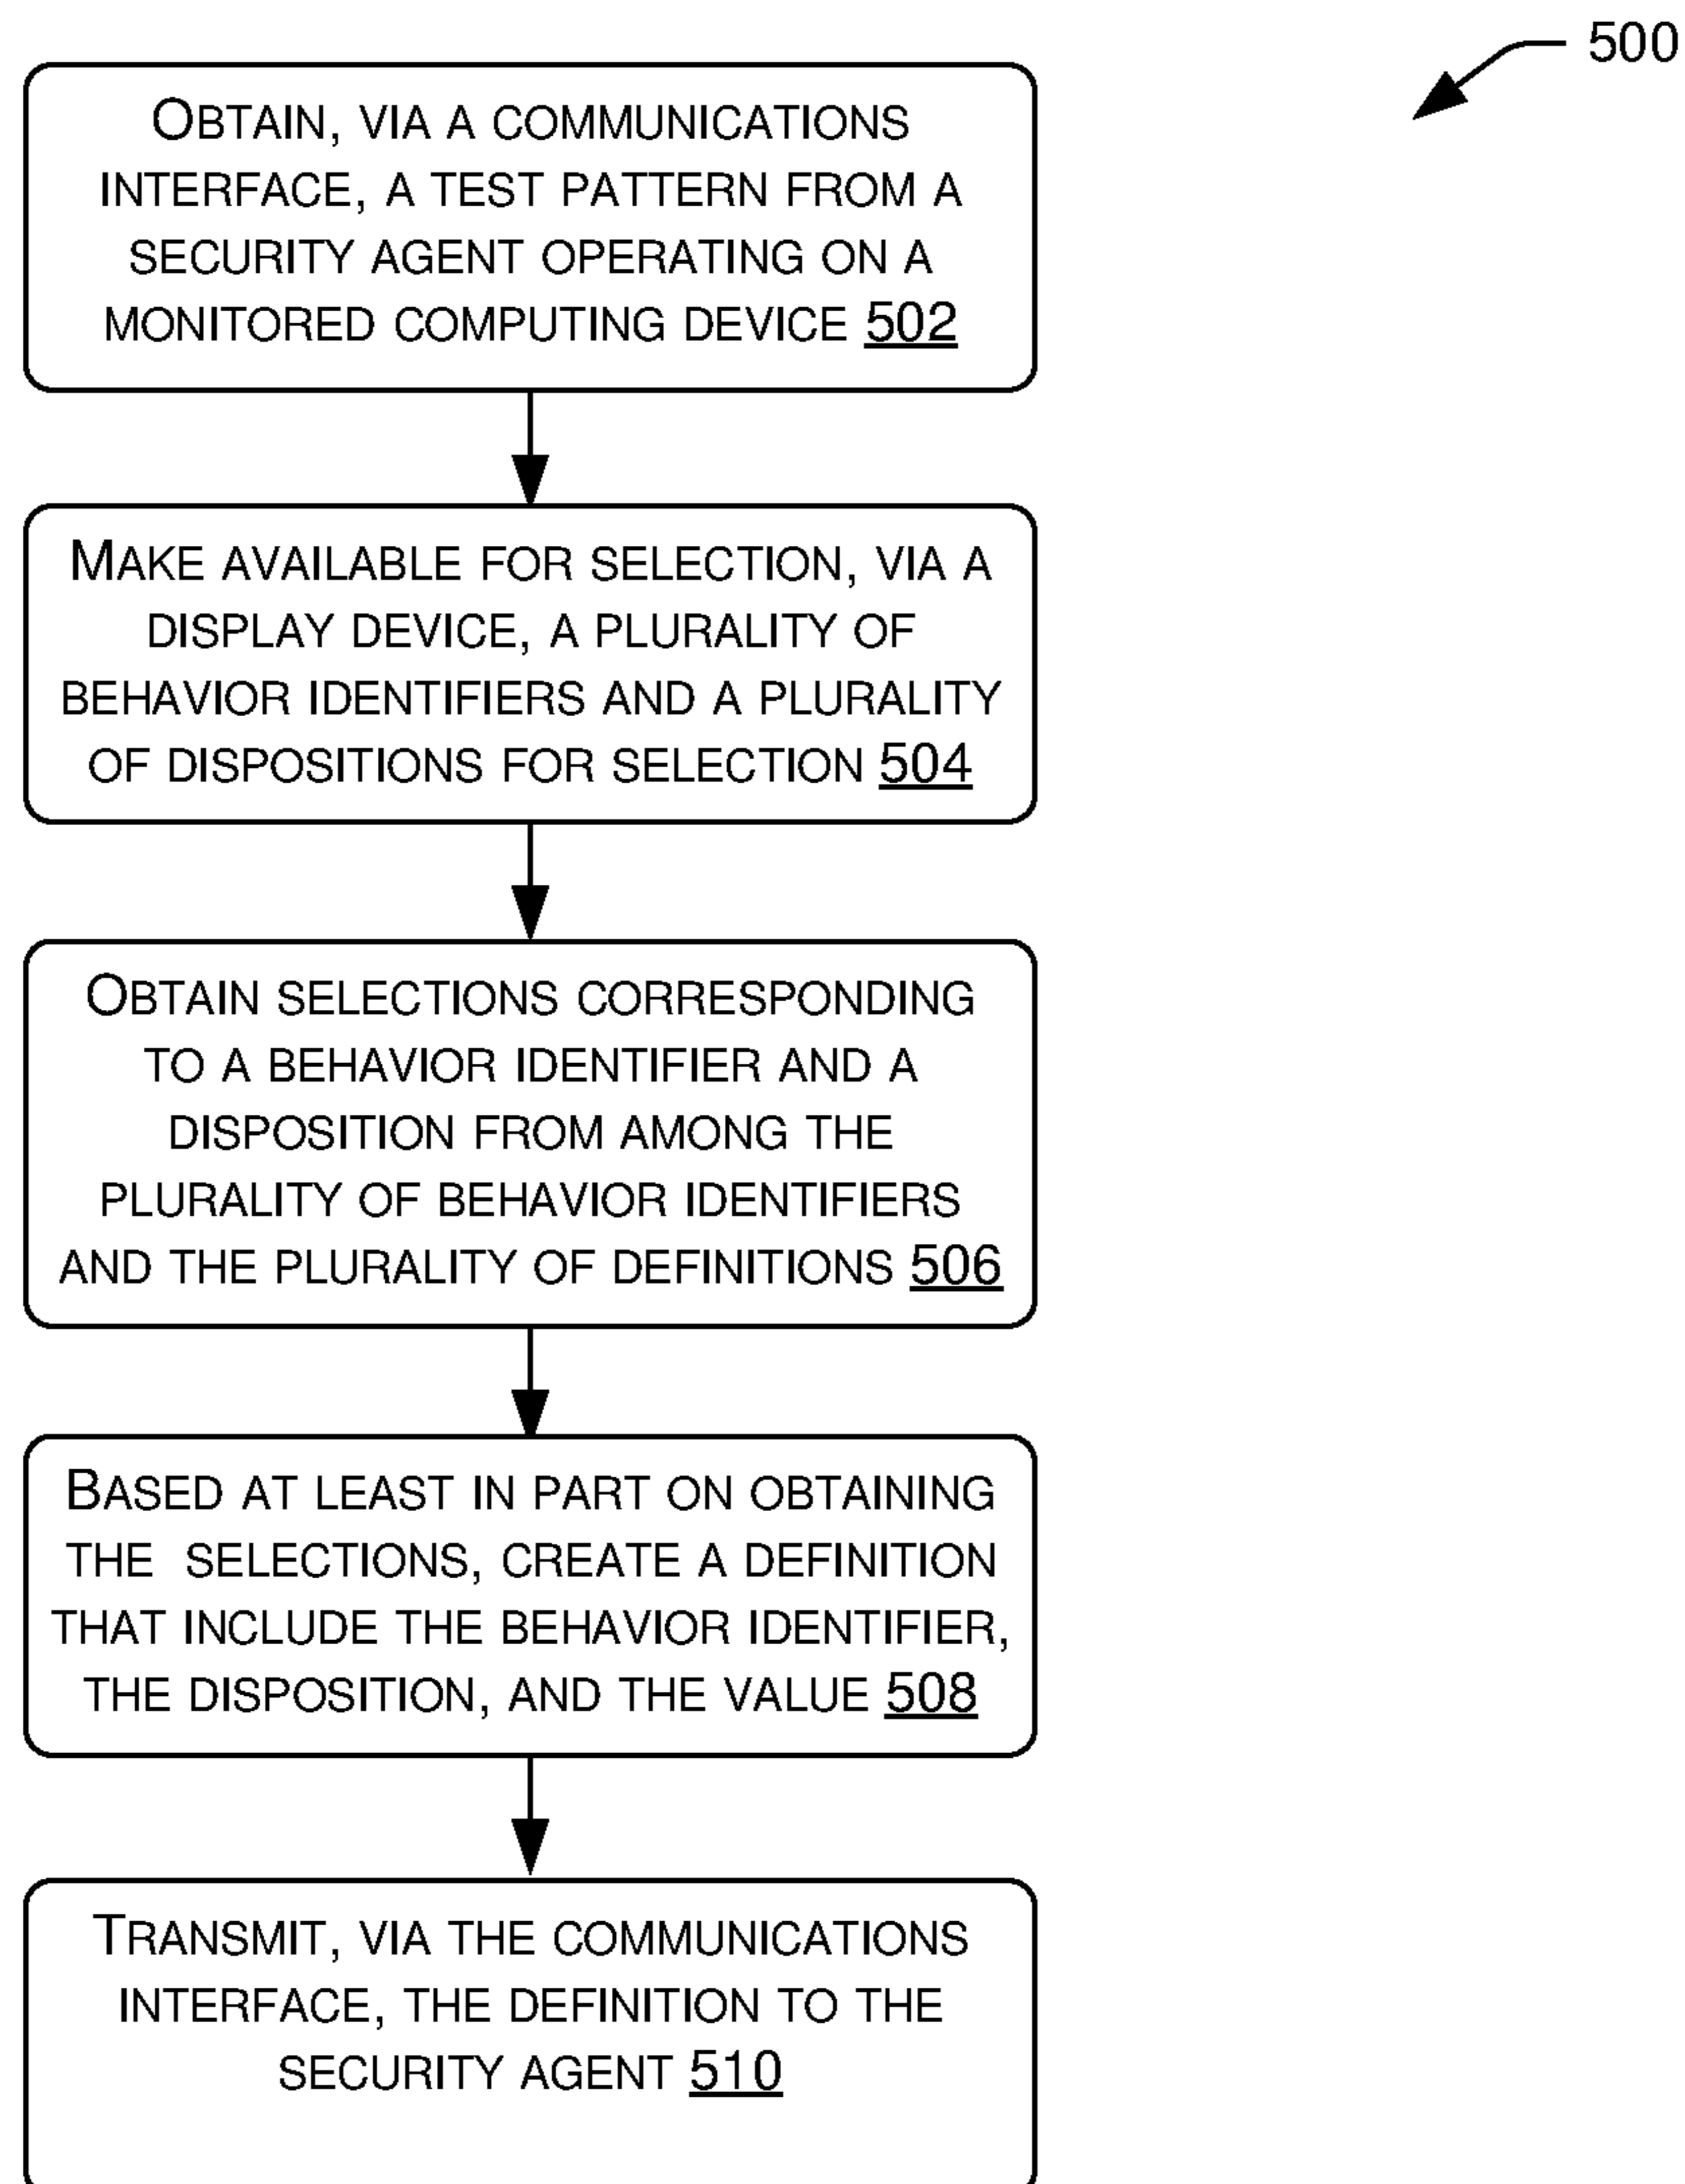 500
OBTAIN, VIA A COMMUNICATIONS
INTERFACE, A TEST PATTERN FROM A
SECURITY AGENT OPERATING ON A
MONITORED COMPUTING DEVICE 502
MAKE AVAILABLE FOR SELECTION, VIA A
DISPLAY DEVICE, A PLURALITY OF
BEHAVIOR IDENTIFIERS AND A PLURALITY
OF DISPOSITIONS FOR SELECTION 504
OBTAIN SELECTIONS CORRESPONDING
TO A BEHAVIOR IDENTIFIER AND A
DISPOSITION FROM AMONG THE
PLURALITY OF BEHAVIOR IDENTIFIERS
AND THE PLURALITY OF DEFINITIONS 506
BASED AT LEAST IN PART ON OBTAINING
THE SELECTIONS, CREATE A DEFINITION
THAT INCLUDE THE BEHAVIOR IDENTIFIER,
THE DISPOSITION, AND THE VALUE 508
TRANSMIT, VIA THE COMMUNICATIONS
INTERFACE, THE DEFINITION TO THE
SECURITY AGENT 510